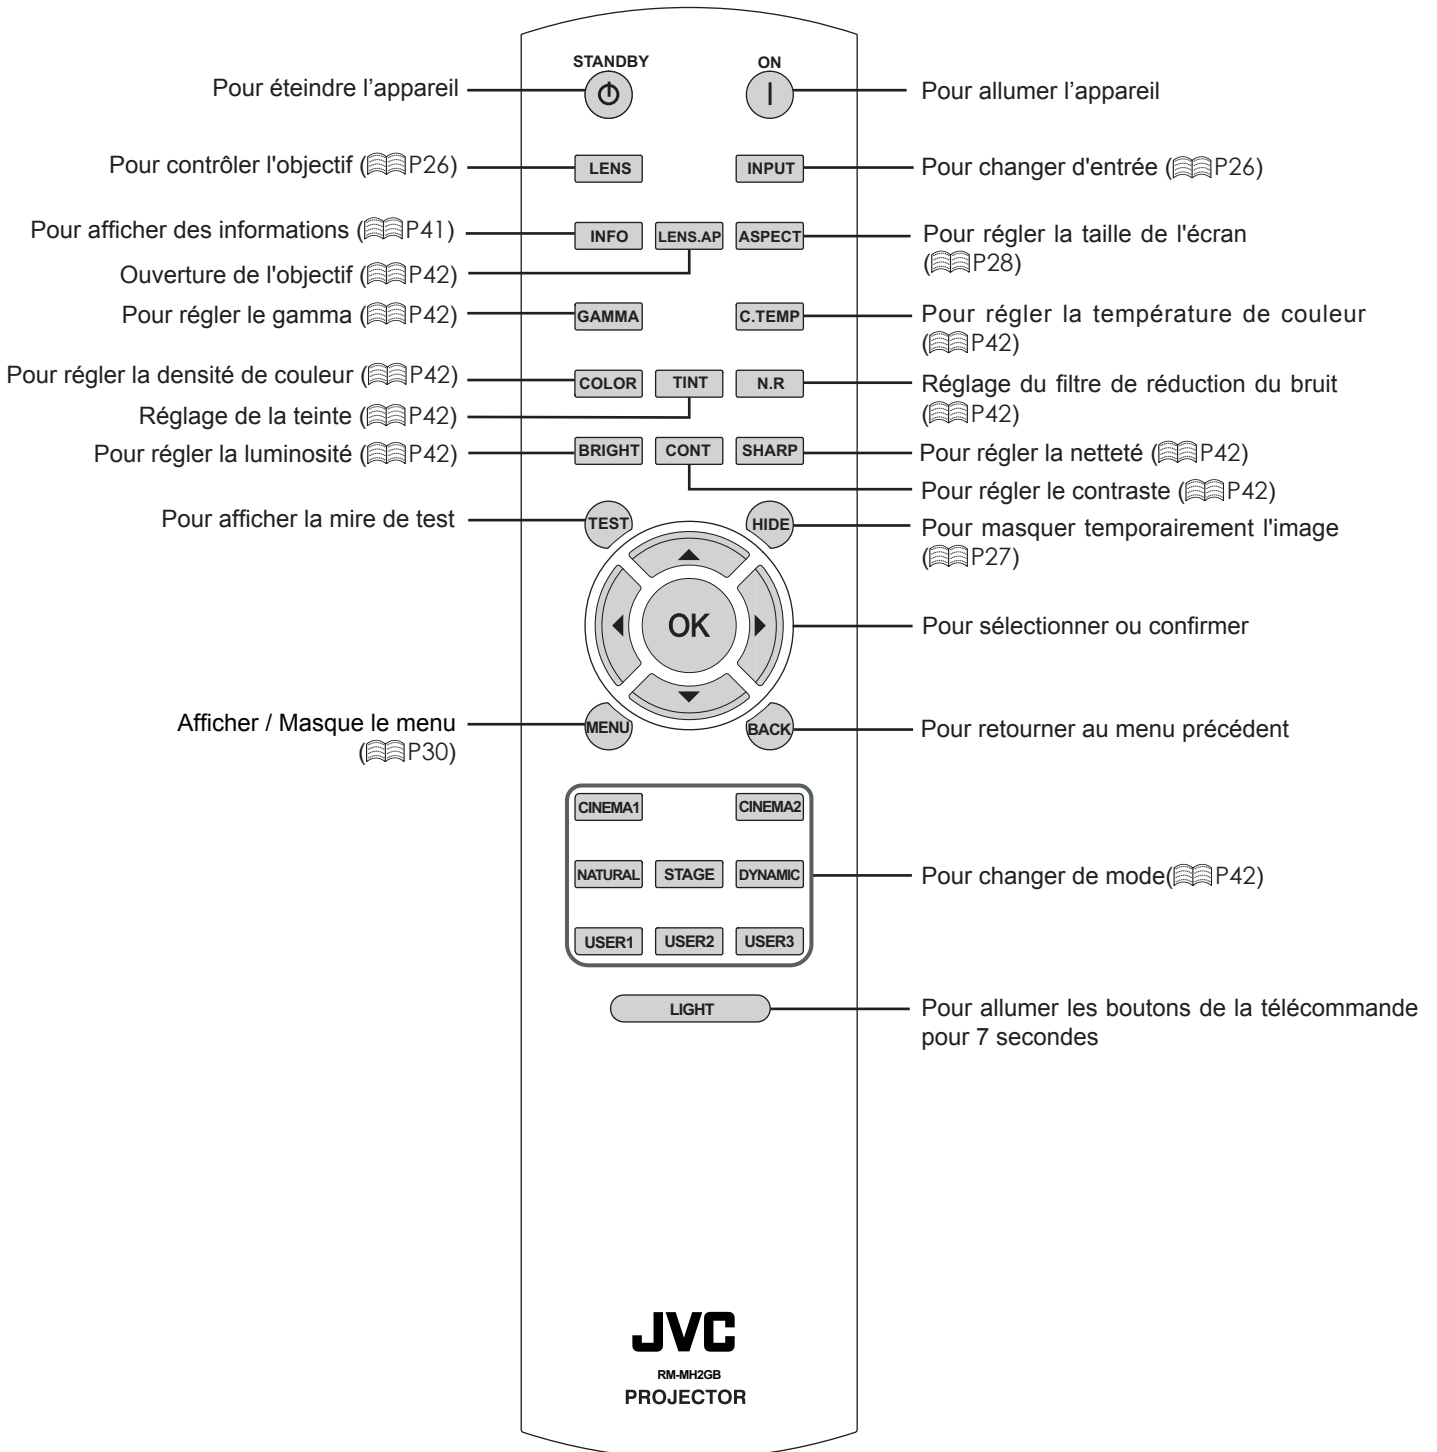 STANDBY
ON
Pour éteindre l’appareil
Pour allumer l’appareil
Pour contrôler l'objectif (P26)
LENS
INPUT
Pour changer d'entrée (P26)
Pour afficher des informations (P41)
INFO
LENS.AP
ASPECT
Pour régler la taille de l'écran
(P28)
Ouverture de l'objectif (P42)
Pour régler le gamma (P42)
GAMMA
C.TEMP
Pour régler la température de couleur
(P42)
Pour régler la densité de couleur (P42)
COLOR
TINT
N.R
Réglage du filtre de réduction du bruit
(P42)
Réglage de la teinte (P42)
Pour régler la luminosité (P42)
BRIGHT
CONT
SHARP
Pour régler la netteté (P42)
Pour régler le contraste (P42)
Pour afficher la mire de test
TEST
HIDE
Pour masquer temporairement l'image
(P27)
OK
Pour sélectionner ou confirmer
Afficher / Masque le menu
(P30)
MENU
BACK
Pour retourner au menu précédent
CINEMA1
CINEMA2
NATURAL
STAGE
DYNAMIC
Pour changer de mode(P42)
USER1
USER2
USER3
LIGHT
Pour allumer les boutons de la télécommande
pour 7 secondes
JVC
RM-MH2GB
PROJECTOR